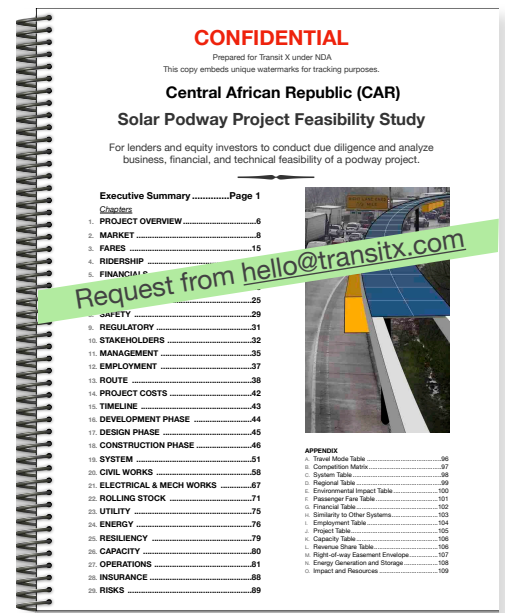 CONFIDENTIAL
Prepared for Transit X under NDA
This copy embeds unique watermarks for tracking purposes.
Central African Republic (CAR)
Solar Podway Project Feasibility Study
For lenders and equity investors to conduct due diligence and analyze
business, financial, and technical feasibility of a podway project.
Executive Summary..............Page 1
Chapters
1. PROJECT OVERVIEW................................6
2. MARKET................................8
3. FARES................................15
4. RIDERSHIP
5. FINANCIALS
Request from hello@transitx.com
25
SAFETY................................29
9. REGULATORY................................31
10. STAKEHOLDERS................................32
11. MANAGEMENT................................35
12. EMPLOYMENT................................37
13. ROUTE................................38
14. PROJECT COSTS................................42
15. TIMELINE................................43
16. DEVELOPMENT PHASE................................44
17. DESIGN PHASE................................45
18. CONSTRUCTION PHASE................................46
19. SYSTEM................................51
20. CIVIL WORKS................................58
21. ELECTRICAL & MECH WORKS................................67
22. ROLLING STOCK................................71
23. UTILITY................................75
24. ENERGY................................76
25. RESILIENCY................................79
26. CAPACITY................................80
27. OPERATIONS................................81
28. INSURANCE................................88
29. RISKS................................89
APPENDIX
A. Travel Mode Table................................96
B. Competition Matrix................................97
C. System Table................................98
D. Regional Table................................99
E. Environmental Impact Table................................100
F. Passenger Fare Table................................101
G. Financial Table................................102
H. Similarity to Other Systems................................103
I. Employment Table................................104
J. Project Table................................105
K. Capacity Table................................106
L. Revenue Share Table................................106
M. Right-of-way Easement Envelope................................107
N. Energy Generation and Storage................................108
O. Impact and Resources................................109